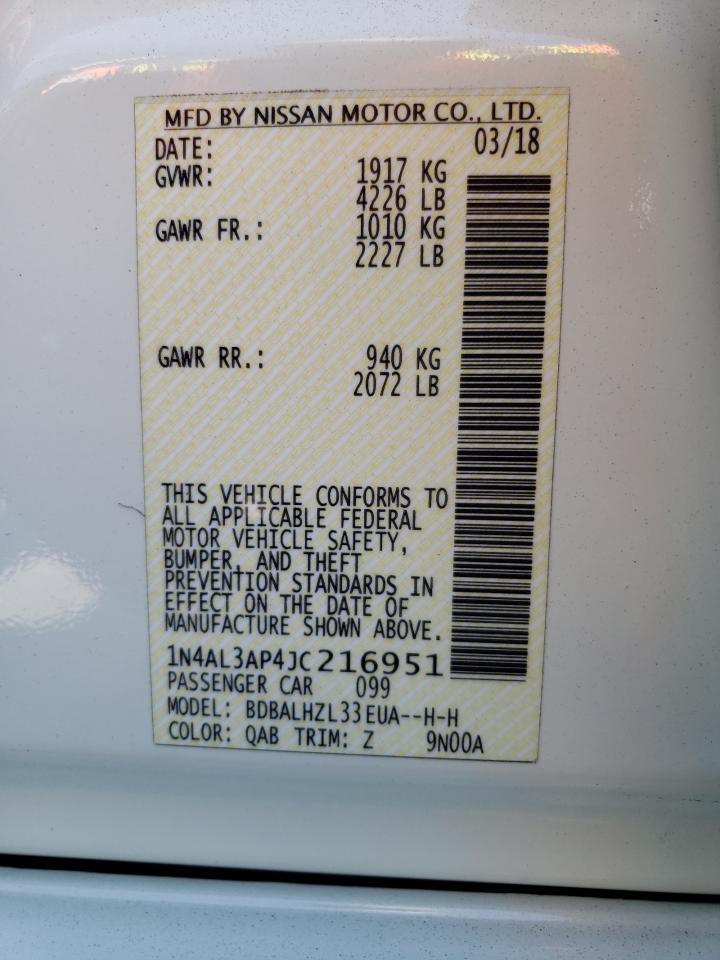 MFD BY NISSAN MOTOR CO., LTD.
DATE: 03/18
GVWR: 1917 KG
4226 LB
GAWR FR.: 1010 KG
2227 LB
GAWR RR.: 940 KG
2072 LB
THIS VEHICLE CONFORMS TO
ALL APPLICABLE FEDERAL
MOTOR VEHICLE SAFETY,
BUMPER, AND THEFT
PREVENTION STANDARDS IN
EFFECT ON THE DATE OF
MANUFACTURE SHOWN ABOVE.
1N4AL3AP4JC216951
PASSENGER CAR 099
MODEL: BDBALHZL33EUA--H-H
COLOR: QAB TRIM: Z 9N00A